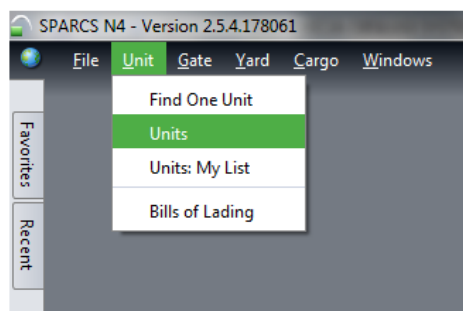 SPARCS N4 - Version 2.5.4.178061
File Unit Gate Yard Cargo Windows
Find One Unit
Units
Units: My List
Bills of Lading
Favorites
Recent